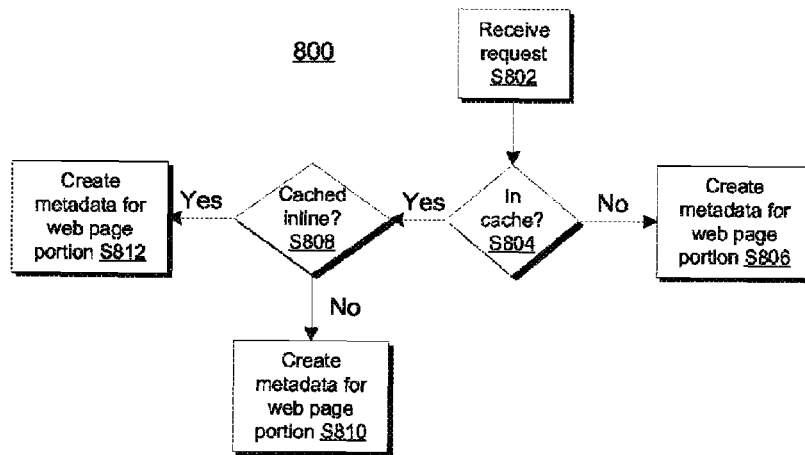 800
Receive
request
S802
In
cache?
S804
Yes
No
Create
metadata for
web page
portion S806
Cached
inline?
S808
Yes
No
Create
metadata for
web page
portion S812
Create
metadata for
web page
portion S810